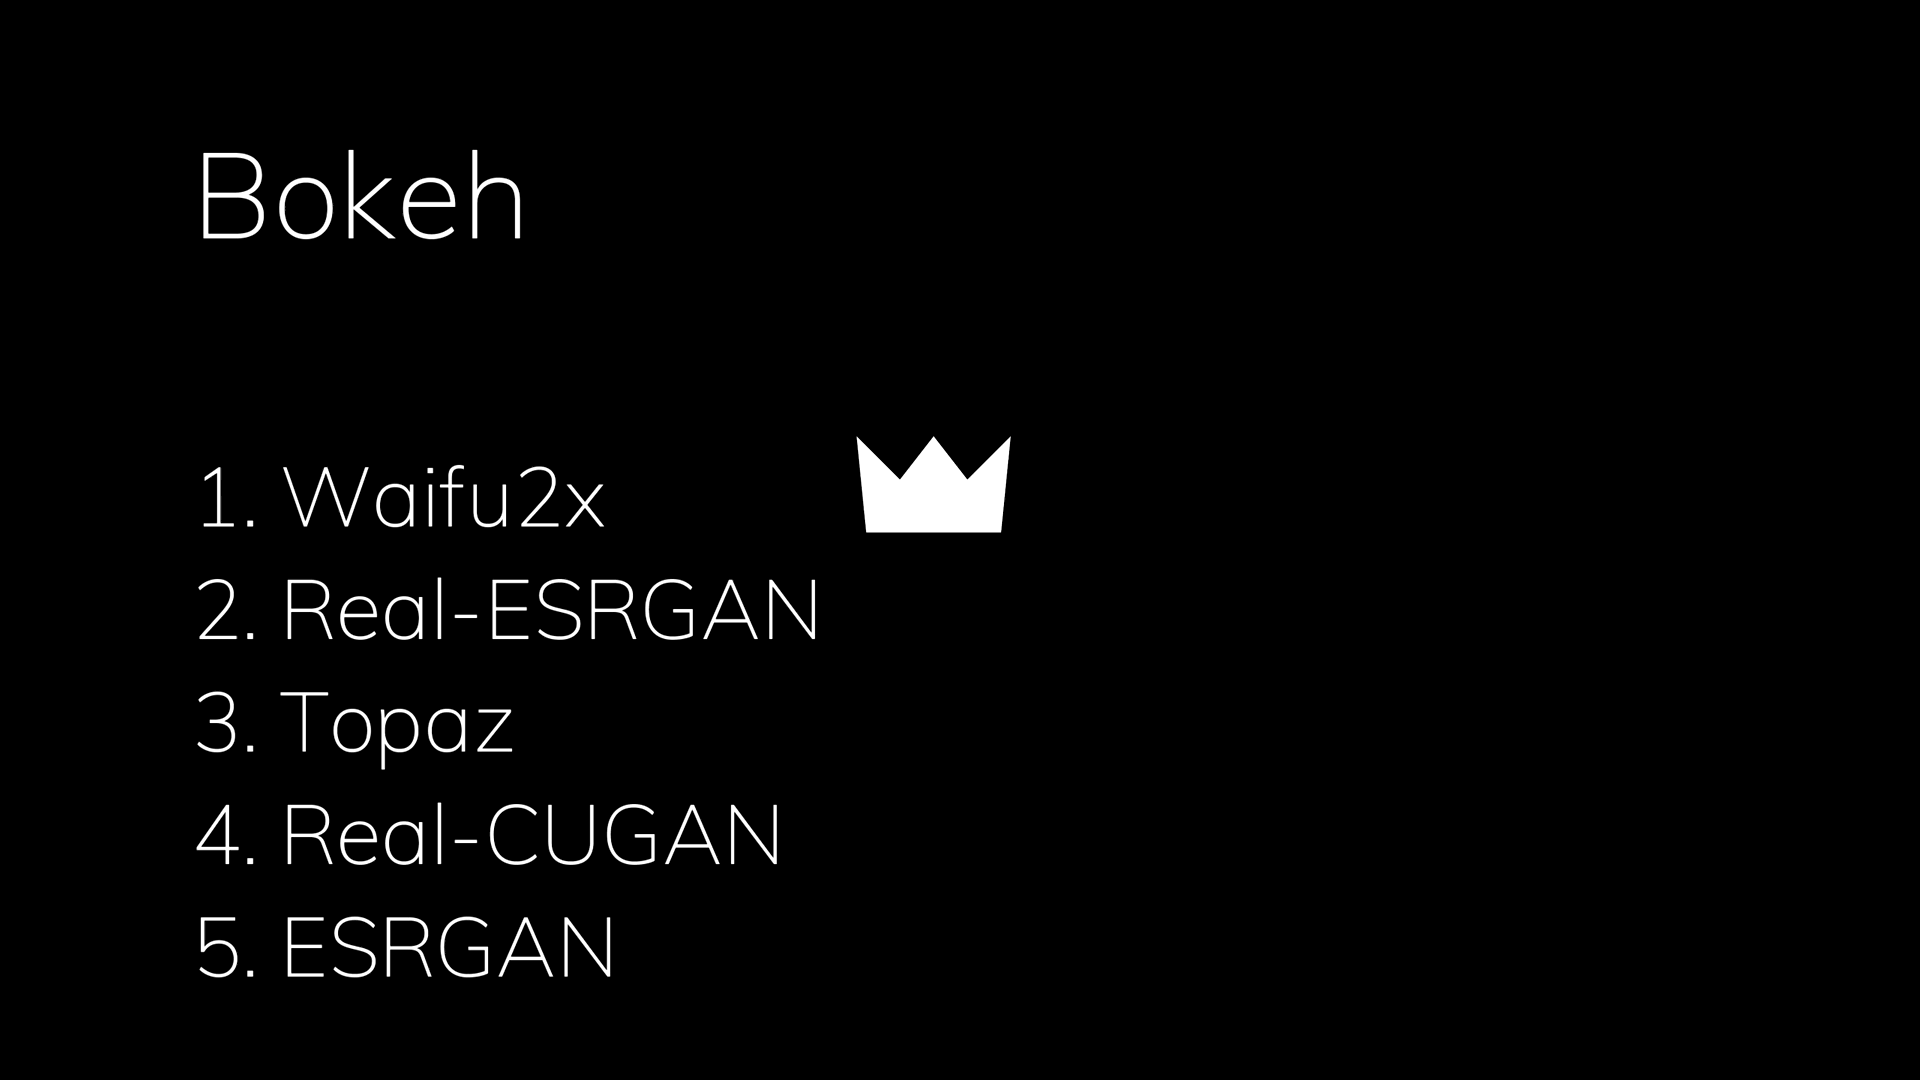 Bokeh
1. Waifu2x
2. Real-ESRGAN
3. Topaz
4. Real-CUGAN
5. ESRGAN